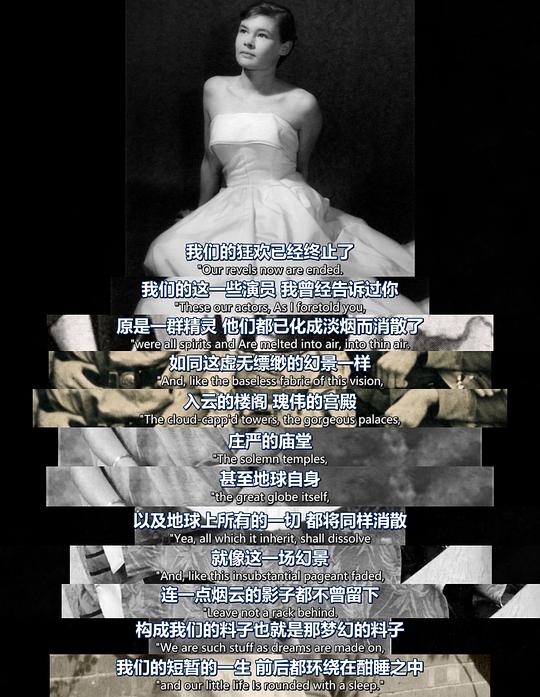 我们的狂欢已经终止了
"Our revels now are ended.
我们的这一些演员 我曾经告诉过你
"These our actors, As I foretold you,
原是一群精灵 他们都已化成淡烟而消散了
"were all spirits and Are melted into air, into thin air.
如同这虚无缥缈的幻景一样
"And, like the baseless fabric of this vision,
入云的楼阁 瑰伟的宫殿
"The cloud-capp'd towers, the gorgeous palaces,
庄严的庙堂
"The solemn temples,
甚至地球自身
"the great globe itself,
以及地球上所有的一切 都将同样消散
"Yea, all which it inherit, shall dissolve
就像这一场幻景
"And, like this insubstantial pageant faded,
连一点烟云的影子都不曾留下
"Leave not a rack behind.
构成我们的料子也就是那梦幻的料子
"We are such stuff as dreams are made on,
我们的短暂的一生 前后都环绕在酣睡之中
"and our little life Is rounded with a sleep."